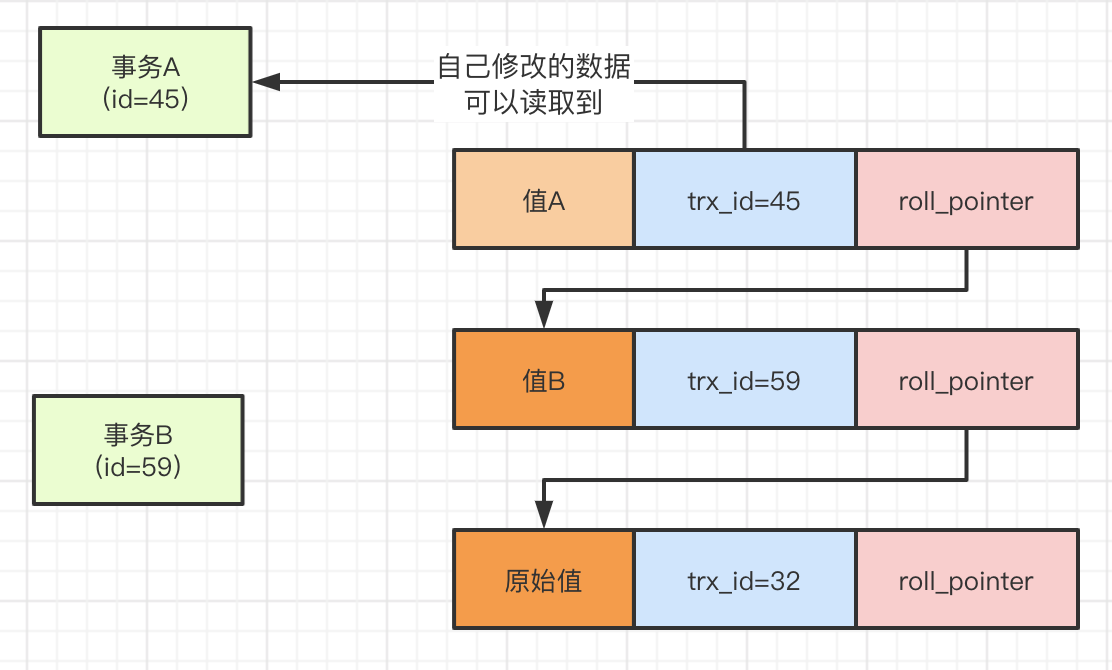 事务A
(id=45)
自己修改的数据
可以读取到
值A
trx_id=45
roll_pointer
值B
trx_id=59
roll_pointer
事务B
(id=59)
原始值
trx_id=32
roll_pointer